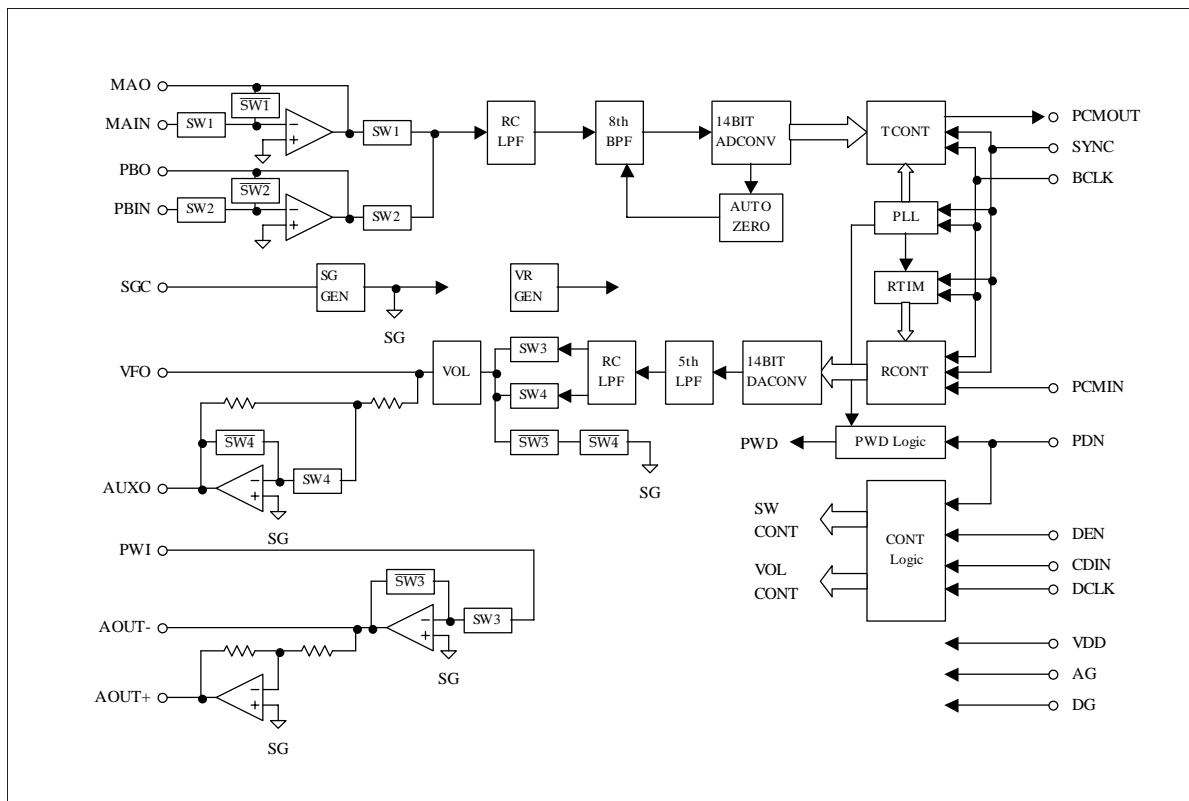 MAO
SW1
MAIN
SW1
SW1
PBO
SW2
PBIN
SW2
SW2
RC
LPF
8th
BPF
14BIT
ADCONV
AUTO
ZERO
TCONT
PCMOUT
SYNC
BCLK
PLL
RTIM
SGC
SG
GEN
SG
VR
GEN
VFO
VOL
SW3
SW4
SW3
SW4
SG
RC
LPF
5th
LPF
14BIT
DACONV
RCONT
PCMIN
PWD
PWD Logic
PDN
SW4
SW4
AUXO
SG
SW
CONT
VOL
CONT
CONT
Logic
DEN
CDIN
DCLK
PWI
SW3
SW3
AOUT-
SG
AOUT+
SG
VDD
AG
DG